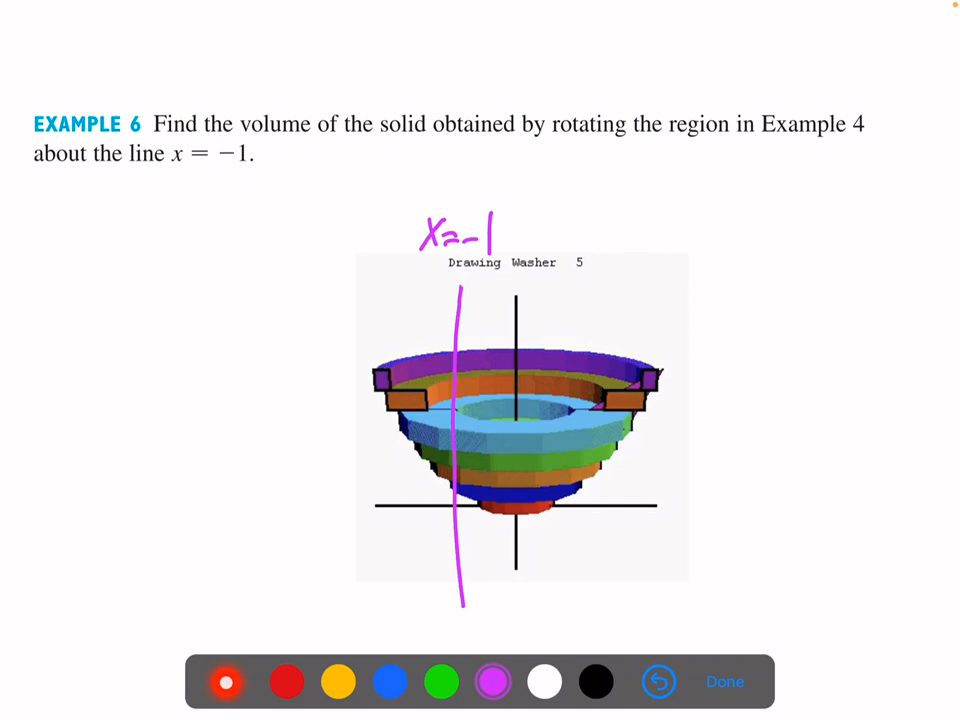 EXAMPLE 6 Find the volume of the solid obtained by rotating the region in Example 4
about the line x = −1.
x=-1
Drawing Washer 5
Done